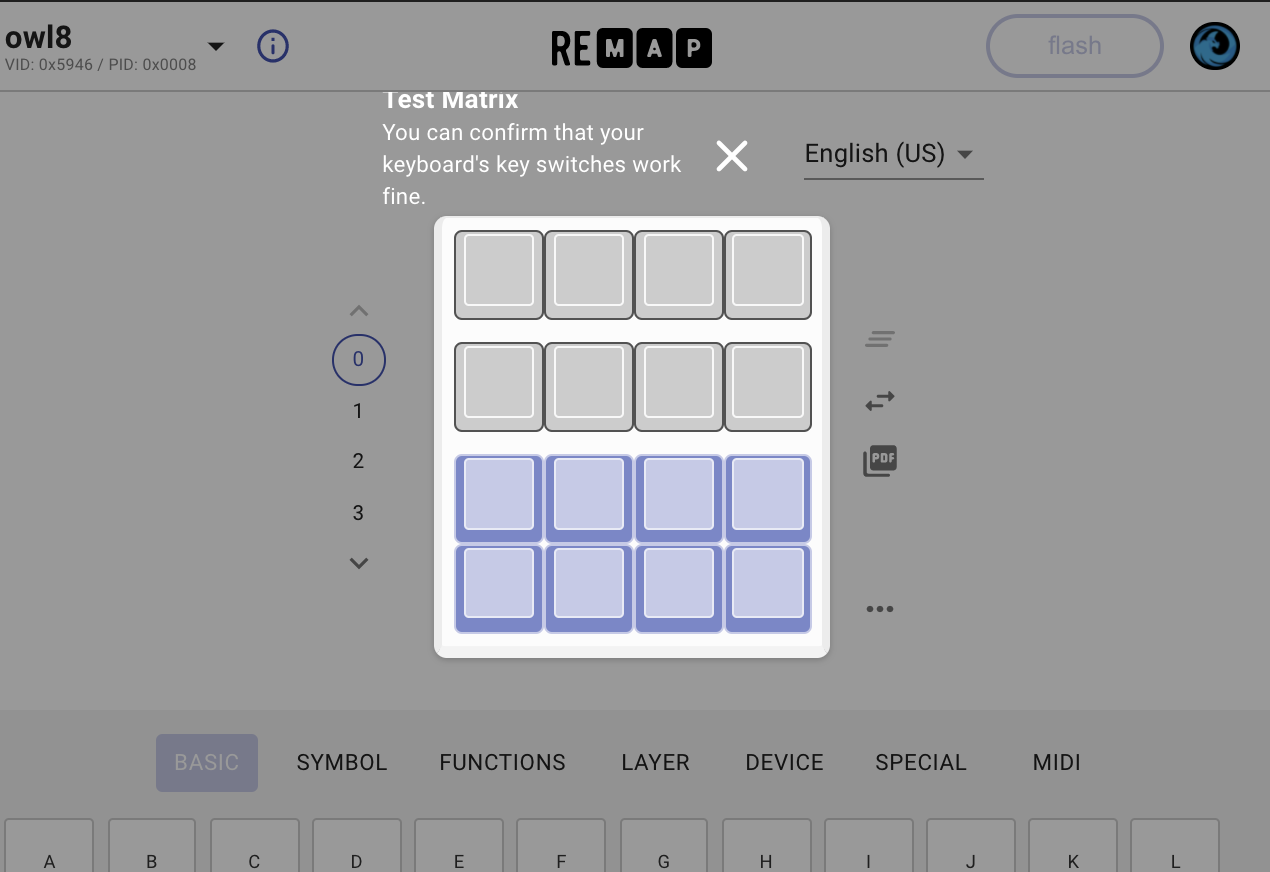 owl8
VID: 0x5946 / PID: 0x0008
REMAP
flash
Test Matrix
You can confirm that your
keyboard's key switches work
fine.
English (US)
0
1
2
3
PDF
BASIC SYMBOL FUNCTIONS LAYER DEVICE SPECIAL MIDI
A B C D E F G H I J K L